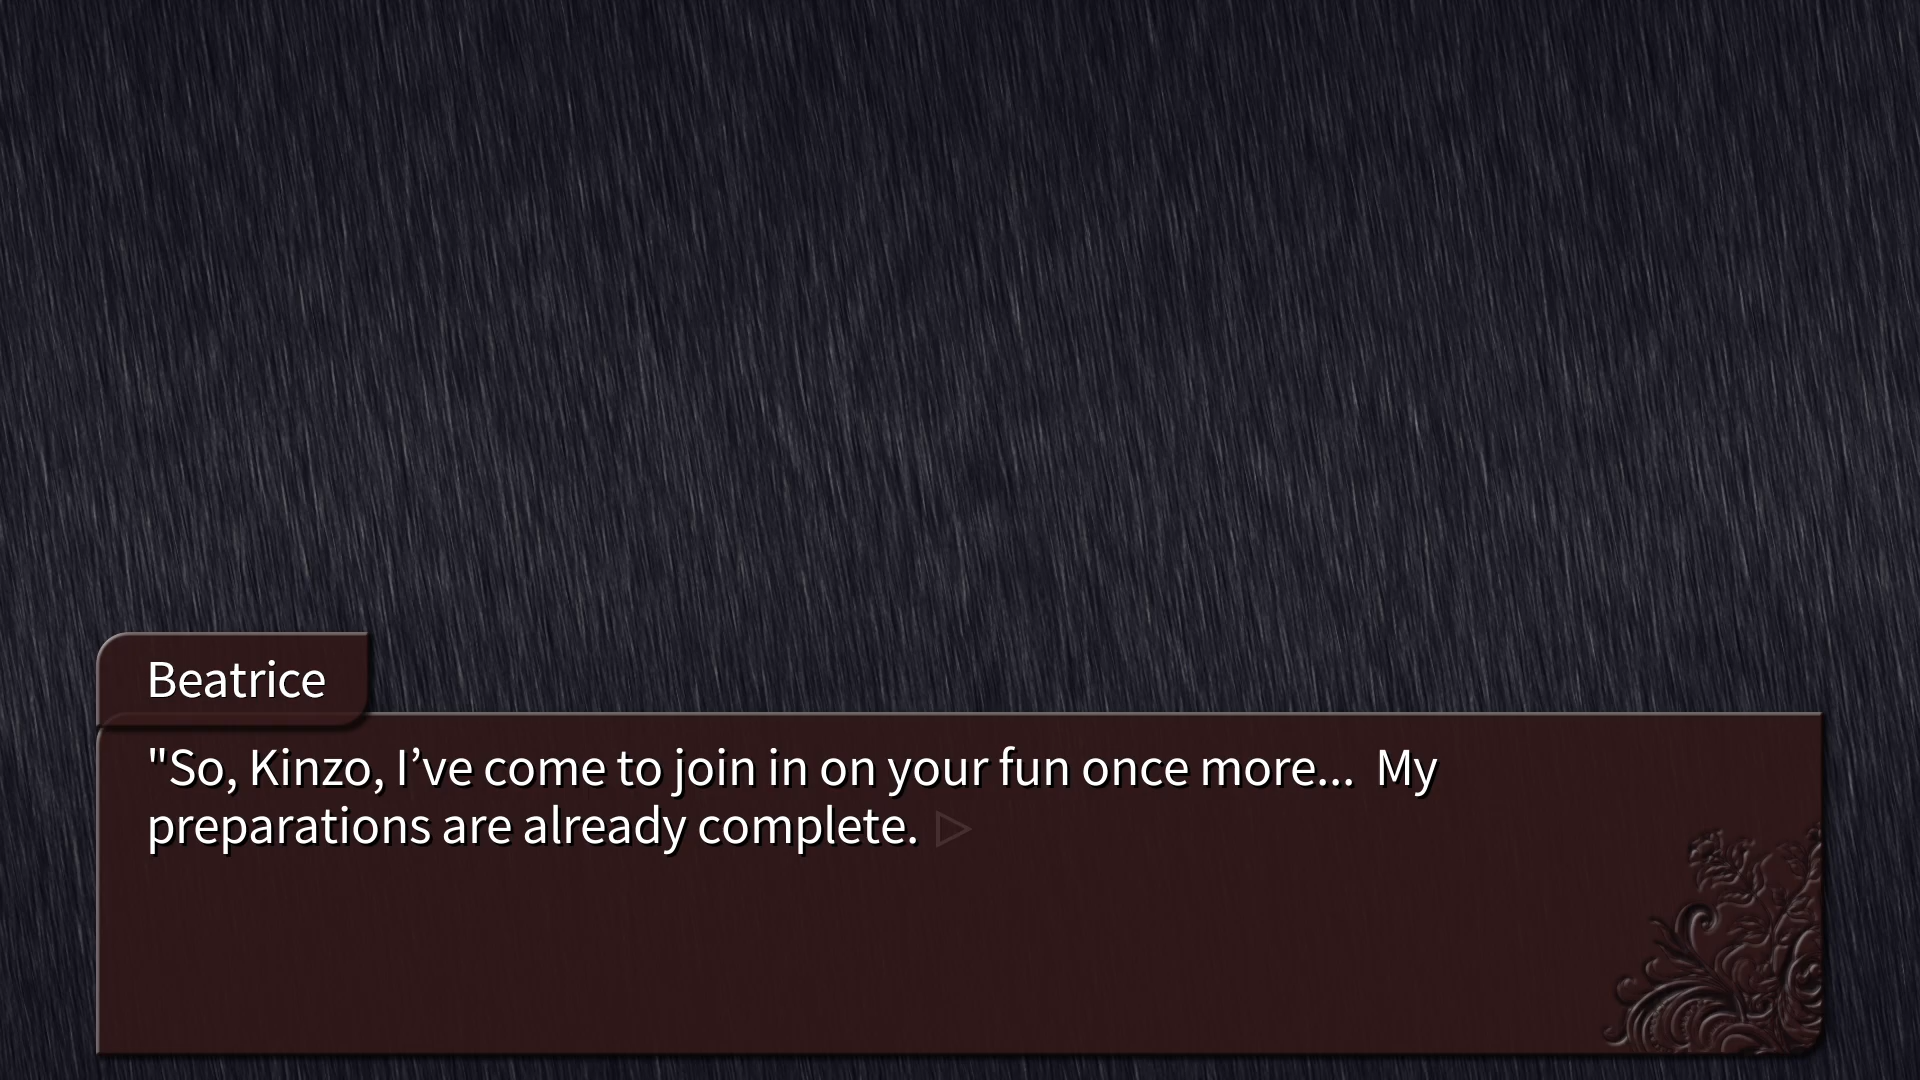 Beatrice
"So, Kinzo, I’ve come to join in on your fun once more...  My
preparations are already complete.